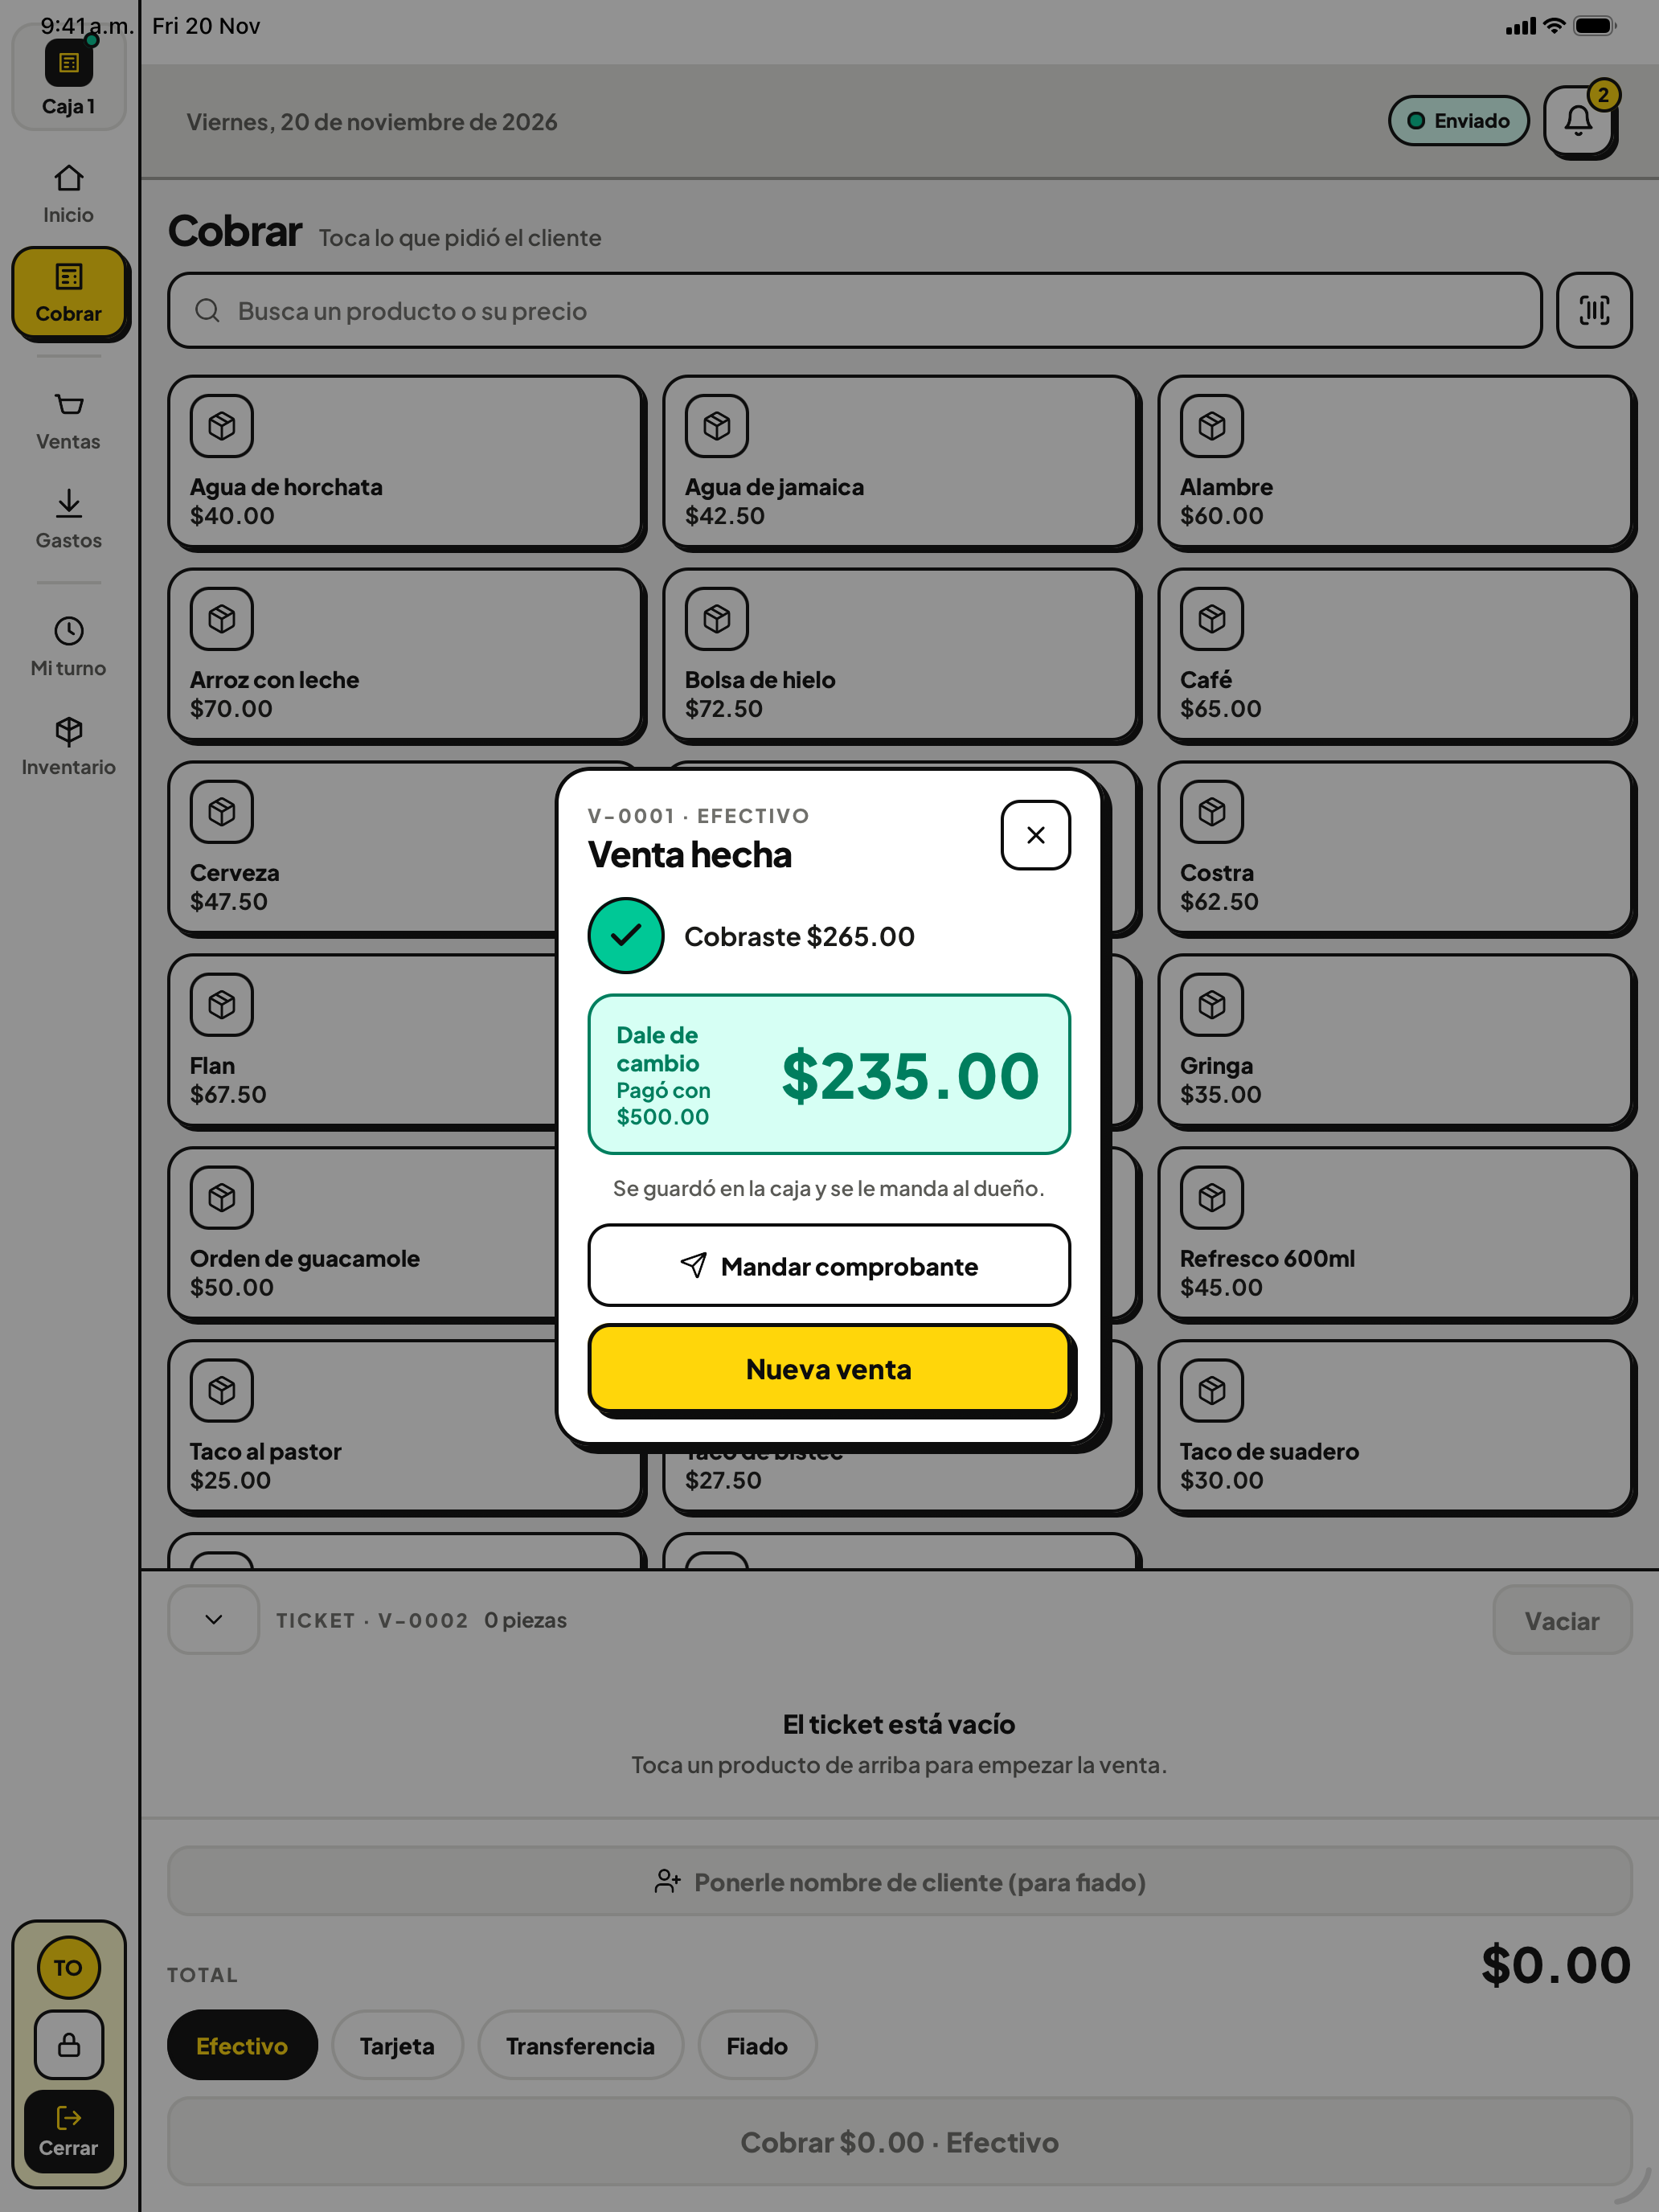 9:41 a.m.
Fri 20 Nov
Caja 1
Inicio
Cobrar
Ventas
Gastos
Mi turno
Inventario
TO
Cerrar
Viernes, 20 de noviembre de 2026
Enviado
2
Cobrar
Toca lo que pidió el cliente
Busca un producto o su precio
Agua de horchata
$40.00
Agua de jamaica
$42.50
Alambre
$60.00
Arroz con leche
$70.00
Bolsa de hielo
$72.50
Café
$65.00
Cerveza
$47.50
Costra
$62.50
Flan
$67.50
Gringa
$35.00
Orden de guacamole
$50.00
Refresco 600ml
$45.00
Taco al pastor
$25.00
Taco de bistec
$27.50
Taco de suadero
$30.00
V-0001 · EFECTIVO
Venta hecha
Cobraste $265.00
Dale de
cambio
Pagó con
$500.00
$235.00
Se guardó en la caja y se le manda al dueño.
Mandar comprobante
Nueva venta
TICKET · V-0002
0 piezas
Vaciar
El ticket está vacío
Toca un producto de arriba para empezar la venta.
Ponerle nombre de cliente (para fiado)
TOTAL
$0.00
Efectivo
Tarjeta
Transferencia
Fiado
Cobrar $0.00 · Efectivo